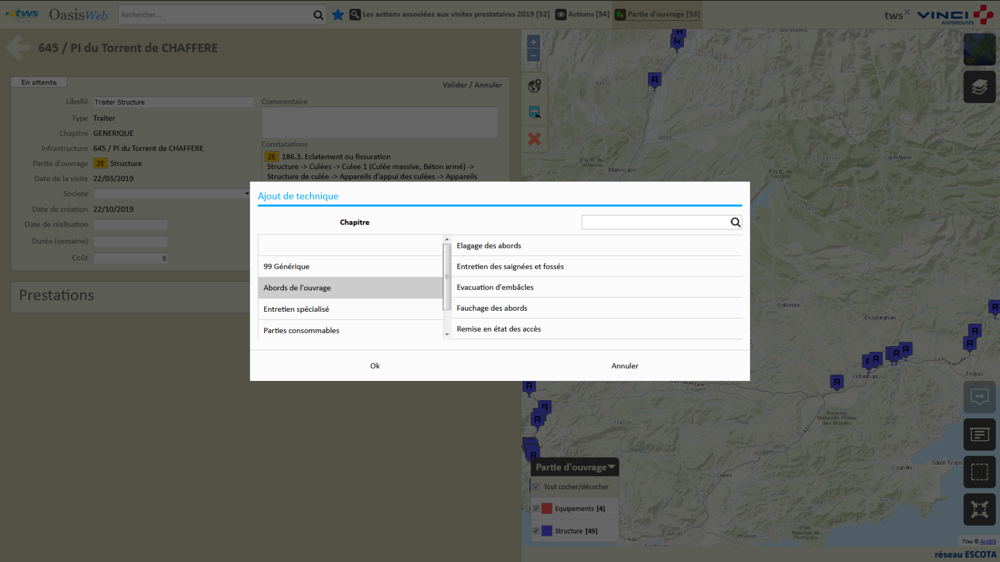 tws OasisWeb Rechercher... Les actions associées aux visites prestataires 2019 [52] Actions [54] Partie d'ouvrage [53] tws VINCI AUTOROUTES
645 / PI du Torrent de CHAFFERE
En attente
Valider / Annuler
Libellé Traiter Structure
Commentaire
Type Traiter
Chapitre GENERIQUE
Constatations
Infrastructure 645 / PI du Torrent de CHAFFERE
2E 186.3. Eclatement ou fissuration
Structure -> Culées -> Culee 1 (Culée massive, Béton armé) ->
Structure de culée -> Appareils d'appui des culées -> Appareils
Partie d'ouvrage 2E Structure
Date de la visite 22/03/2019
Societe
Date de création 22/10/2019
Date de réalisation
Durée (semaine)
Coût 0
Prestations
Ajout de technique
Chapitre
99 Générique
Abords de l'ouvrage
Entretien spécialisé
Parties consommables
Elagage des abords
Entretien des saignées et fossés
Evacuation d'embâcles
Fauchage des abords
Remise en état des accès
Ok
Annuler
+
−
les-Bains
848 m
Route Napoléon
1927 m
P.N.R. du
Luberon
Manosque
1911 m
Castellane
P.N.R. du
Verdon
1345 m
1710 m
1641
Salernes
Draguignan
La Provençale
Vidauban
Fréjus
Réserve
Naturelle Plaine
des Maures
1140 m
A57
Cuers
Cogolin
Saint-Trope
522 m
Parc
National de
Port-Cros
Toulon
Hyères
A50
Partie d'ouvrage
Tout cocher/décocher
Equipements [4]
Structure [49]
Tiles © ArcGIS
réseau ESCOTA